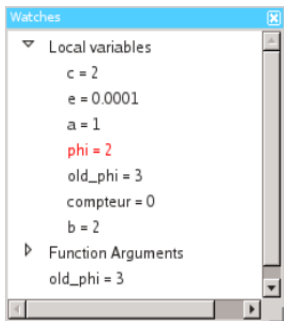 Watches
Local variables
c = 2
e = 0.0001
a = 1
phi = 2
old_phi = 3
compteur = 0
b = 2
Function Arguments
old_phi = 3